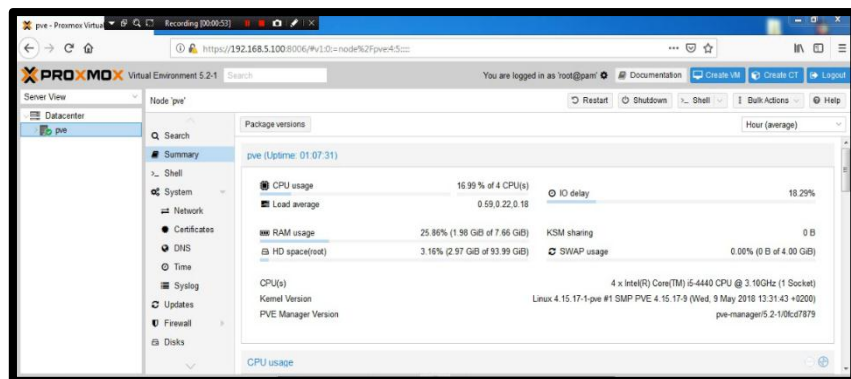 pve - Proxmox Virtual
Recording [00:00:53]
https://192.168.5.100:8006/#v1:0:=node%2Fpve:4:5:::::
PROXMOX Virtual Environment 5.2-1 Search You are logged in as 'root@pam' Documentation Create VM Create CT Logout
Server View Node 'pve' Restart Shutdown Shell Bulk Actions Help
Datacenter
pve
Search
Summary
Shell
System
Network
Certificates
DNS
Time
Syslog
Updates
Firewall
Disks
Package versions Hour (average)
pve (Uptime: 01:07:31)
CPU usage 16.99 % of 4 CPU(s) IO delay 18.29%
Load average 0.59,0.22,0.18
RAM usage 25.86% (1.98 GiB of 7.66 GiB) KSM sharing 0 B
HD space(root) 3.16% (2.97 GiB of 93.99 GiB) SWAP usage 0.00% (0 B of 4.00 GiB)
CPU(s) 4 x Intel(R) Core(TM) i5-4440 CPU @ 3.10GHz (1 Socket)
Kernel Version Linux 4.15.17-1-pve #1 SMP PVE 4.15.17-9 (Wed, 9 May 2018 13:31:43 +0200)
PVE Manager Version pve-manager/5.2-1/0fcd7879
CPU usage